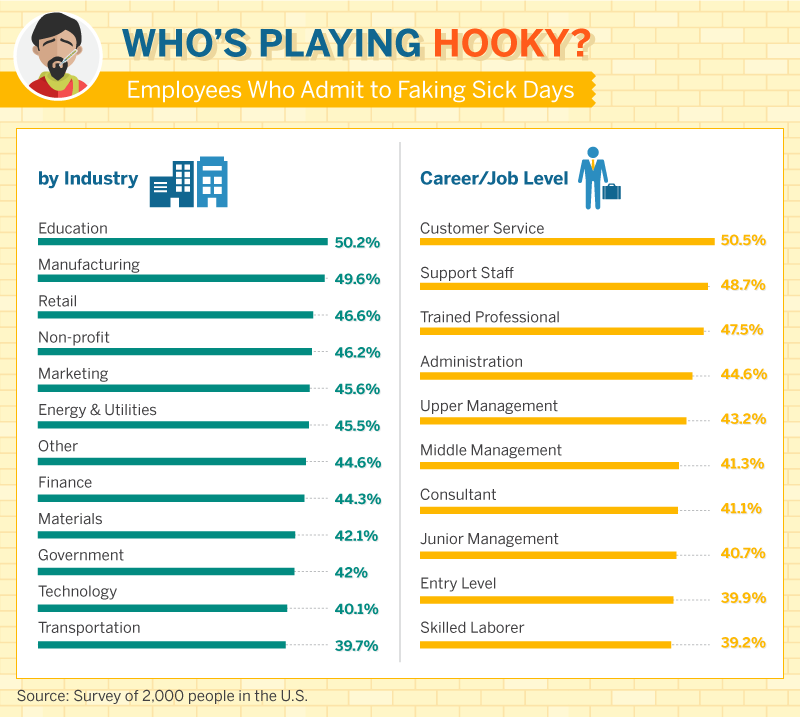 WHO'S PLAYING HOOKY?
Employees Who Admit to Faking Sick Days
by Industry
Education
50.2%
Manufacturing
49.6%
Retail
46.6%
Non-profit
46.2%
Marketing
45.6%
Energy & Utilities
45.5%
Other
44.6%
Finance
44.3%
Materials
42.1%
Government
42%
Technology
40.1%
Transportation
39.7%
Career/Job Level
Customer Service
50.5%
Support Staff
48.7%
Trained Professional
47.5%
Administration
44.6%
Upper Management
43.2%
Middle Management
41.3%
Consultant
41.1%
Junior Management
40.7%
Entry Level
39.9%
Skilled Laborer
39.2%
Source: Survey of 2,000 people in the U.S.